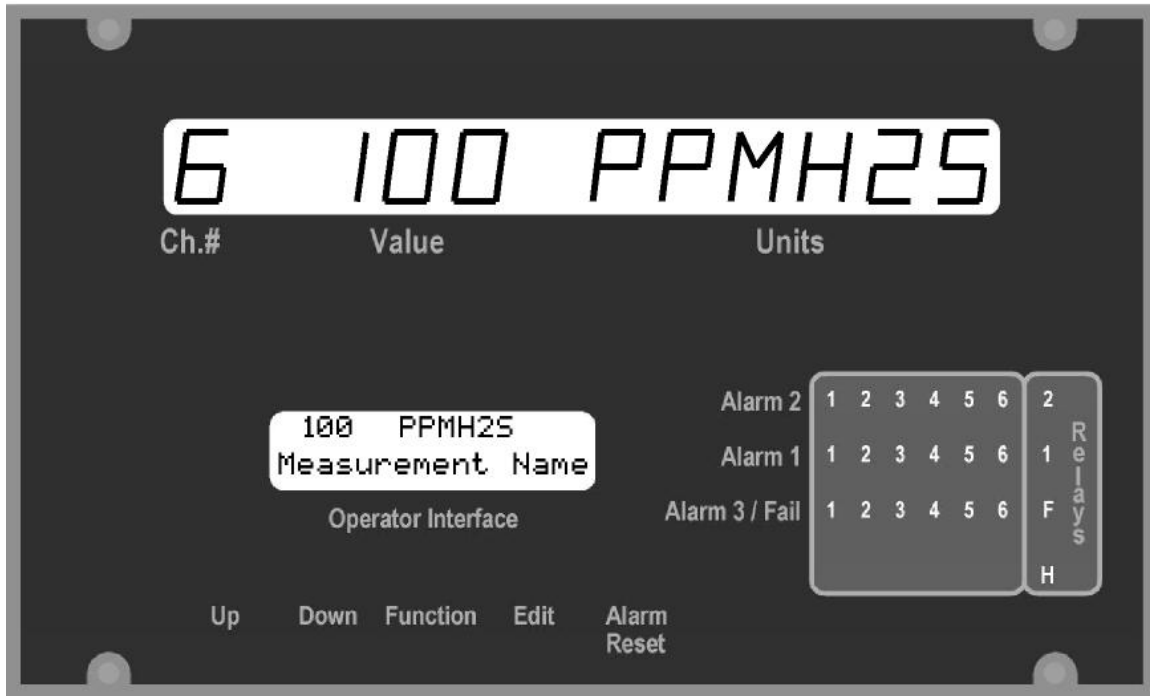 6 100 PPMH2S
Ch.# Value Units
100 PPMH2S
Measurement Name
Operator Interface
Alarm 2 1 2 3 4 5 6 2
Alarm 1 1 2 3 4 5 6 1
Alarm 3 / Fail 1 2 3 4 5 6 F
H
Relays
Up Down Function Edit Alarm
Reset